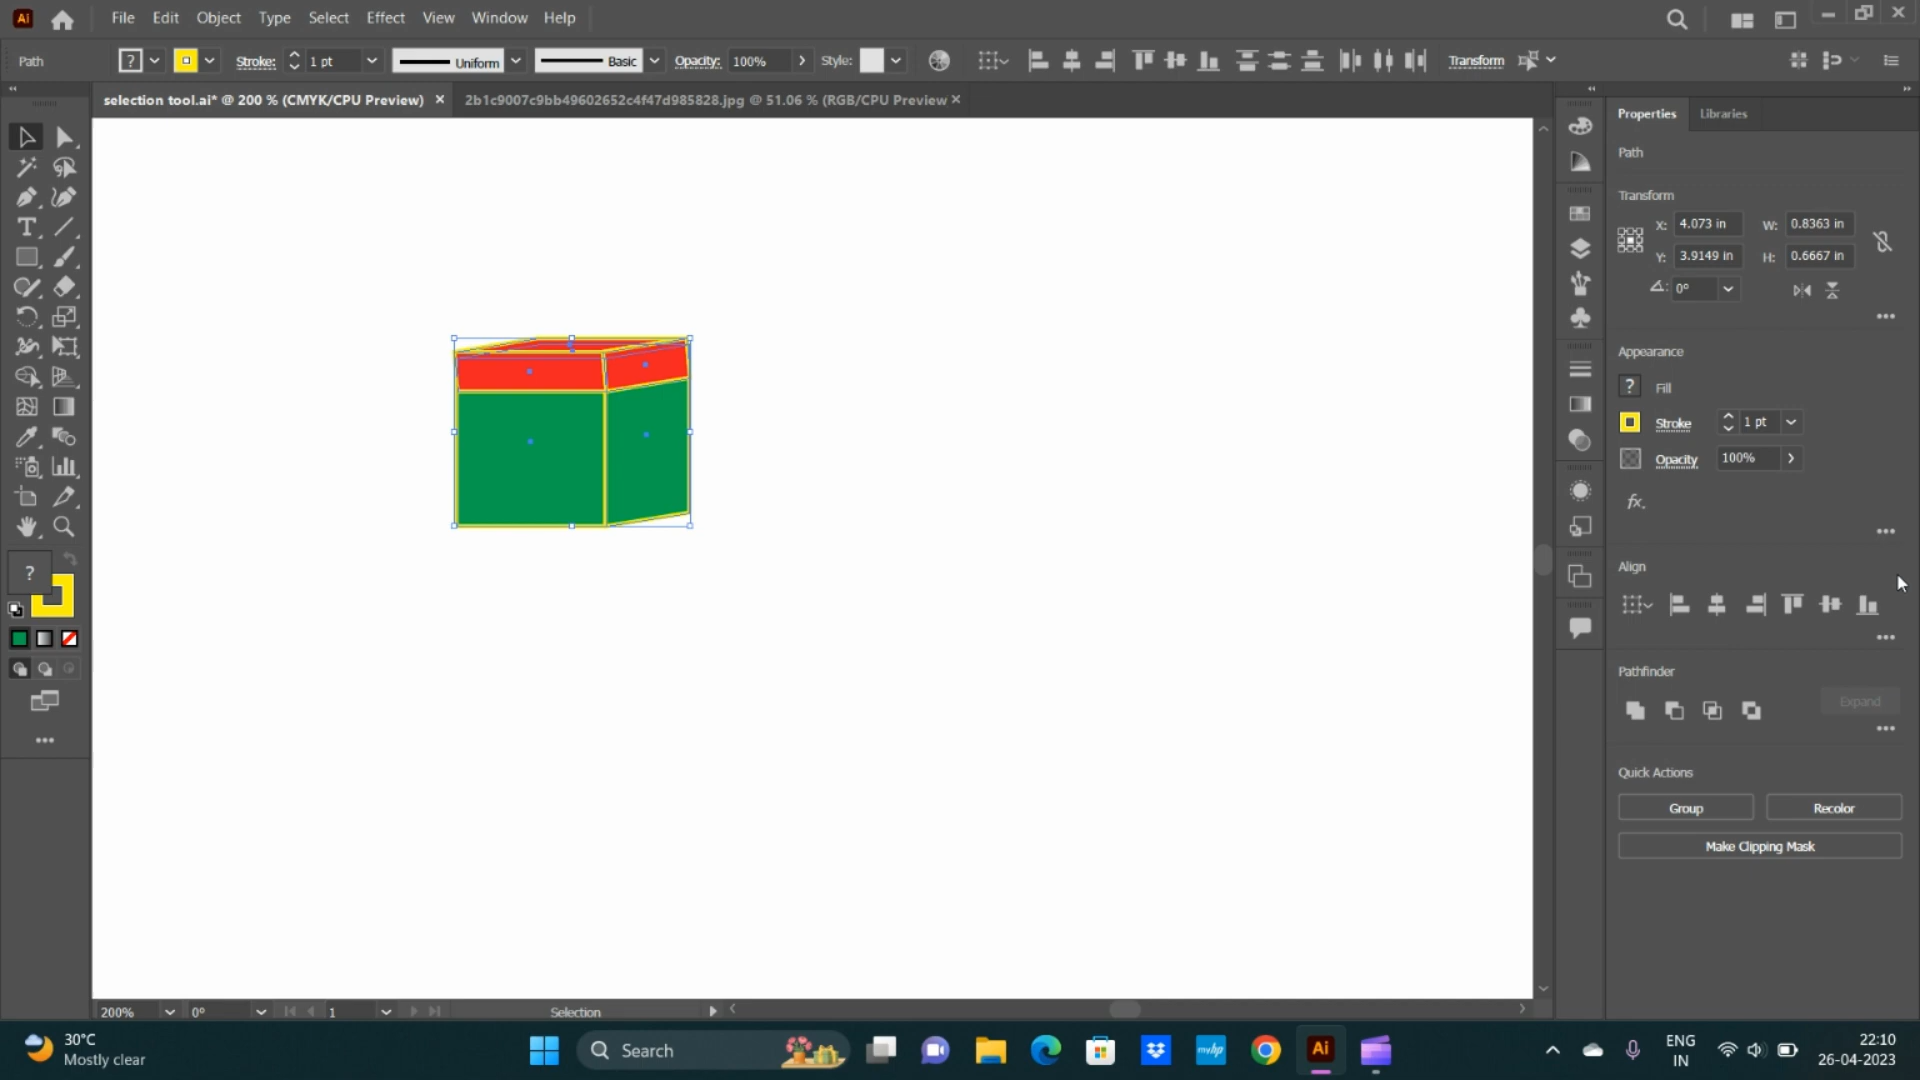 Ai File Edit Object Type Select Effect View Window Help
Path ? Stroke: 1 pt Uniform Basic Opacity: 100% Style: Transform
selection tool.ai* @ 200 % (CMYK/CPU Preview) × 2b1c9007c9bb49602652c4f47d985828.jpg @ 51.06 % (RGB/CPU Preview ×
Properties Libraries
Path
Transform
X: 4.073 in W: 0.8363 in
Y: 3.9149 in H: 0.6667 in
0°
Appearance
? Fill
Stroke 1 pt
Opacity 100%
fx.
Align
?
Pathfinder
Expand
Quick Actions
Group Recolor
Make Clipping Mask
200% 0° 1 Selection
30°C
Mostly clear
Search
myhp
Ai
ENG
IN
22:10
26-04-2023